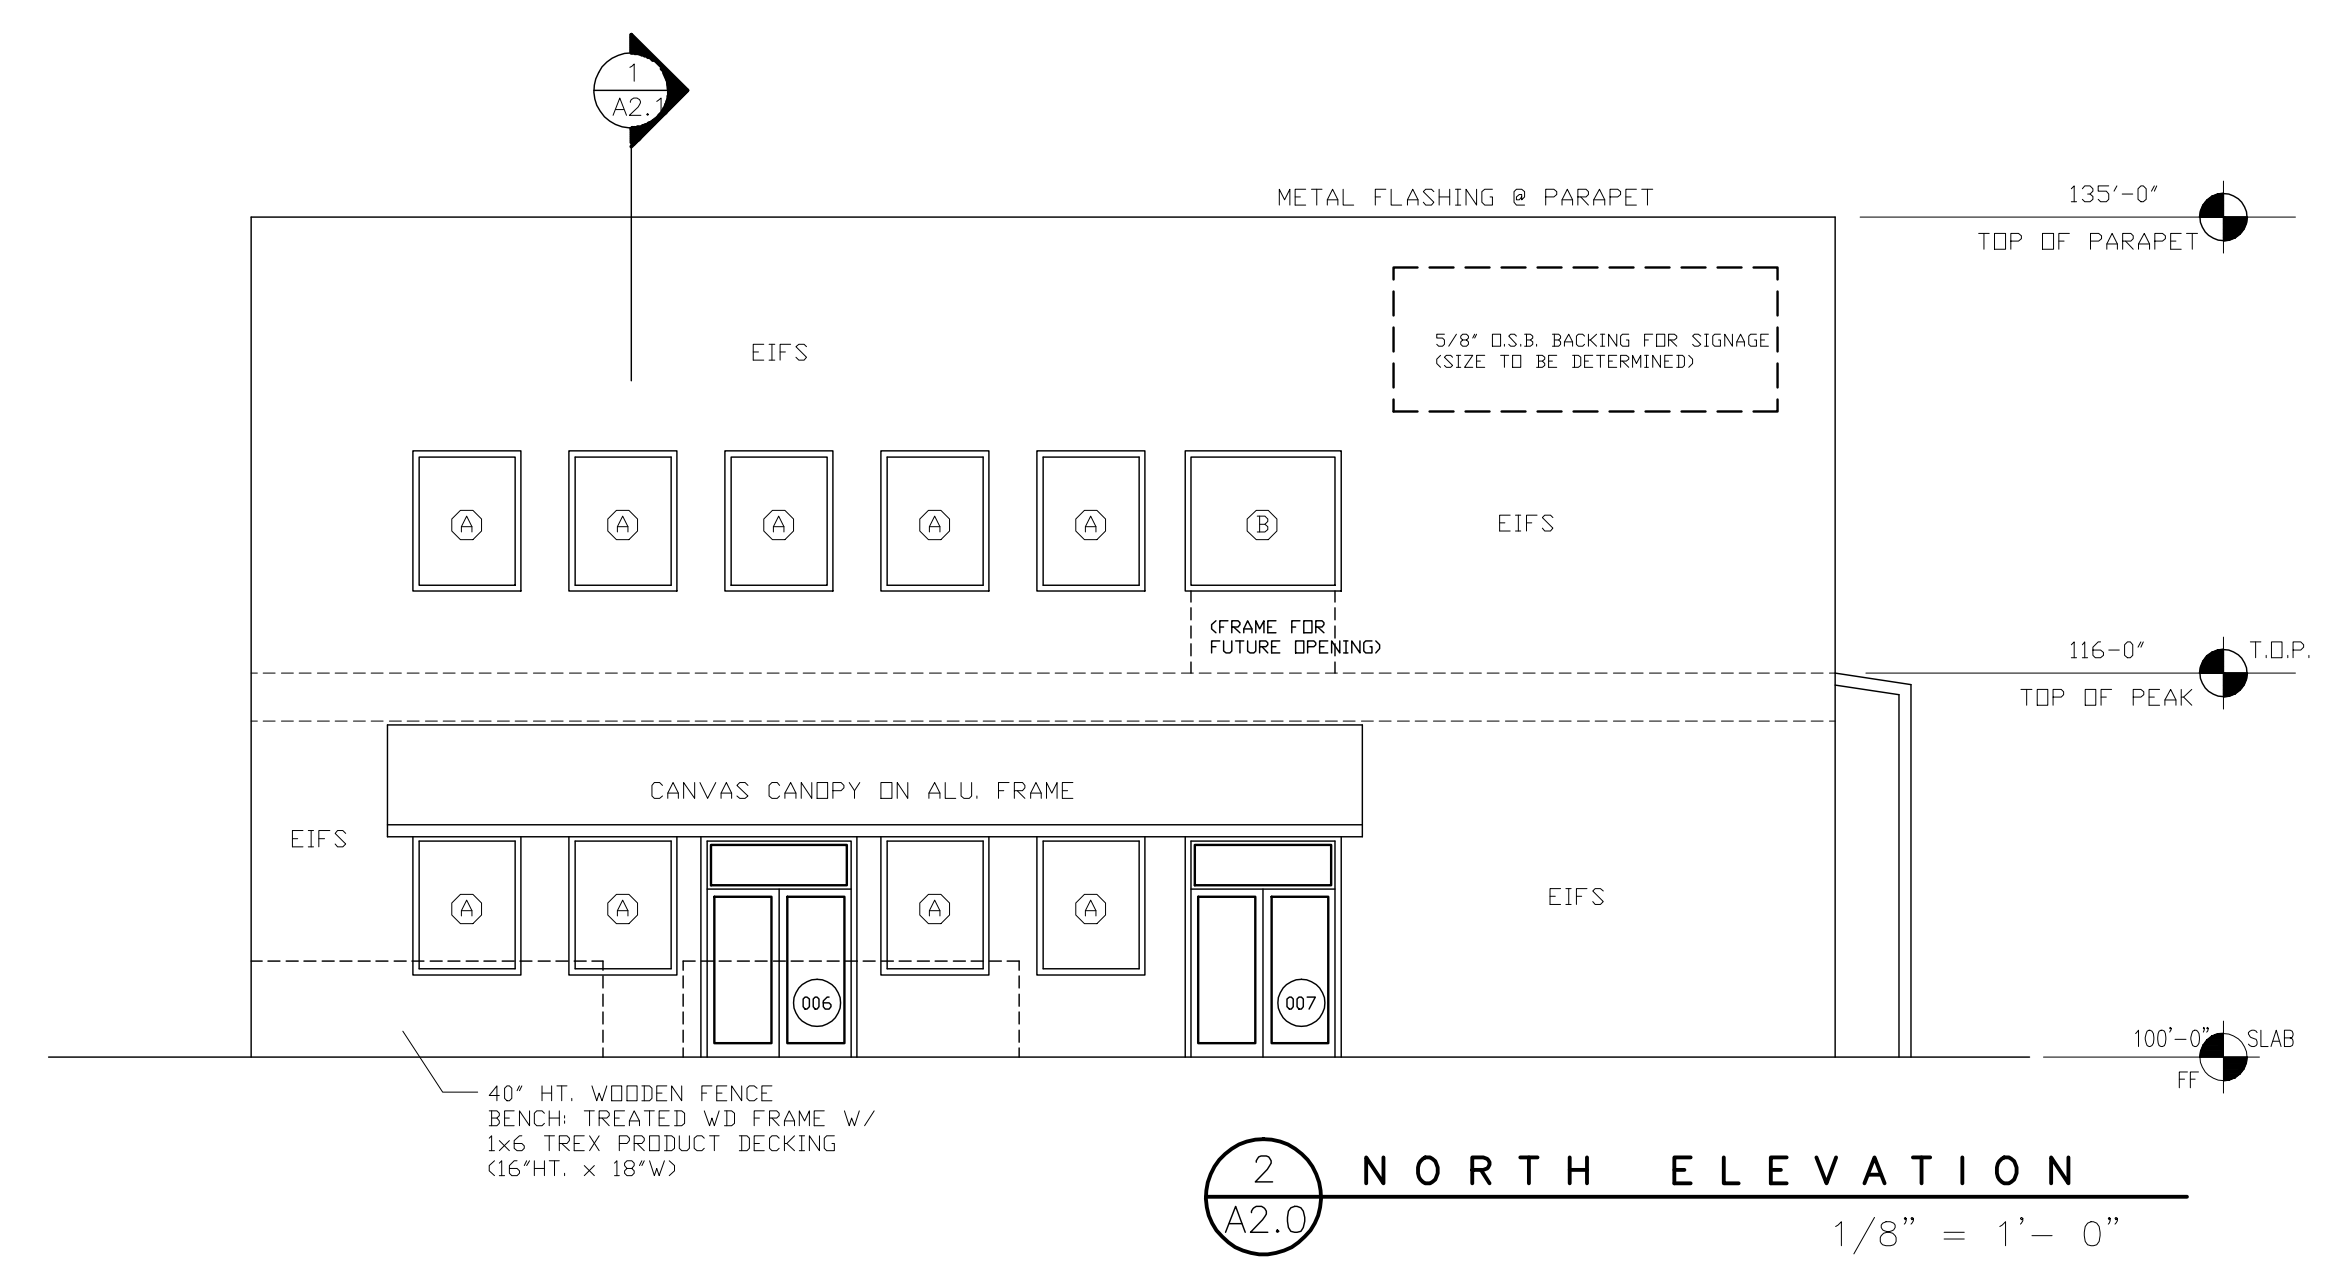 1
A2.1
METAL FLASHING @ PARAPET
135'-0"
TOP OF PARAPET
5/8" O.S.B. BACKING FOR SIGNAGE
(SIZE TO BE DETERMINED)
EIFS
A
A
A
A
A
B
EIFS
(FRAME FOR
FUTURE OPENING)
116-0"
T.O.P.
TOP OF PEAK
CANVAS CANOPY ON ALU. FRAME
EIFS
A
A
A
A
EIFS
006
007
100'-0"
SLAB
FF
40" HT. WOODEN FENCE
BENCH: TREATED WD FRAME W/
1x6 TREX PRODUCT DECKING
(16"HT. x 18"W)
2
A2.0
NORTH ELEVATION
1/8" = 1'- 0"